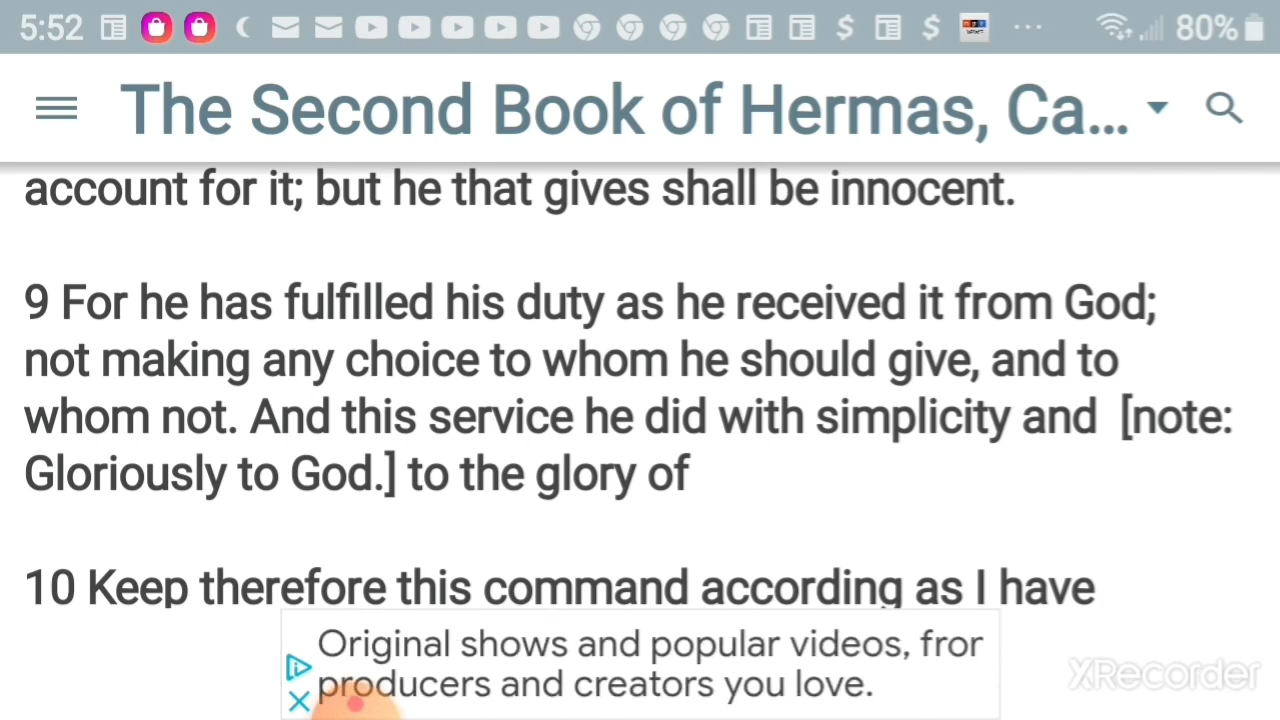 5:52
80%
The Second Book of Hermas, Ca...
account for it; but he that gives shall be innocent.
9 For he has fulfilled his duty as he received it from God;
not making any choice to whom he should give, and to
whom not. And this service he did with simplicity and [note:
Gloriously to God.] to the glory of
10 Keep therefore this command according as I have
Original shows and popular videos, fror
producers and creators you love.
XRecorder